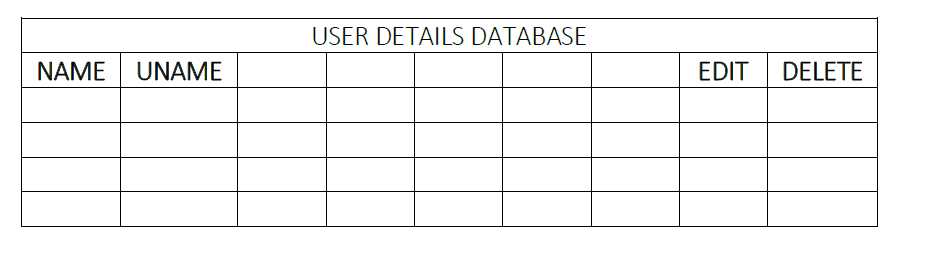 USER DETAILS DATABASE
NAME UNAME EDIT DELETE